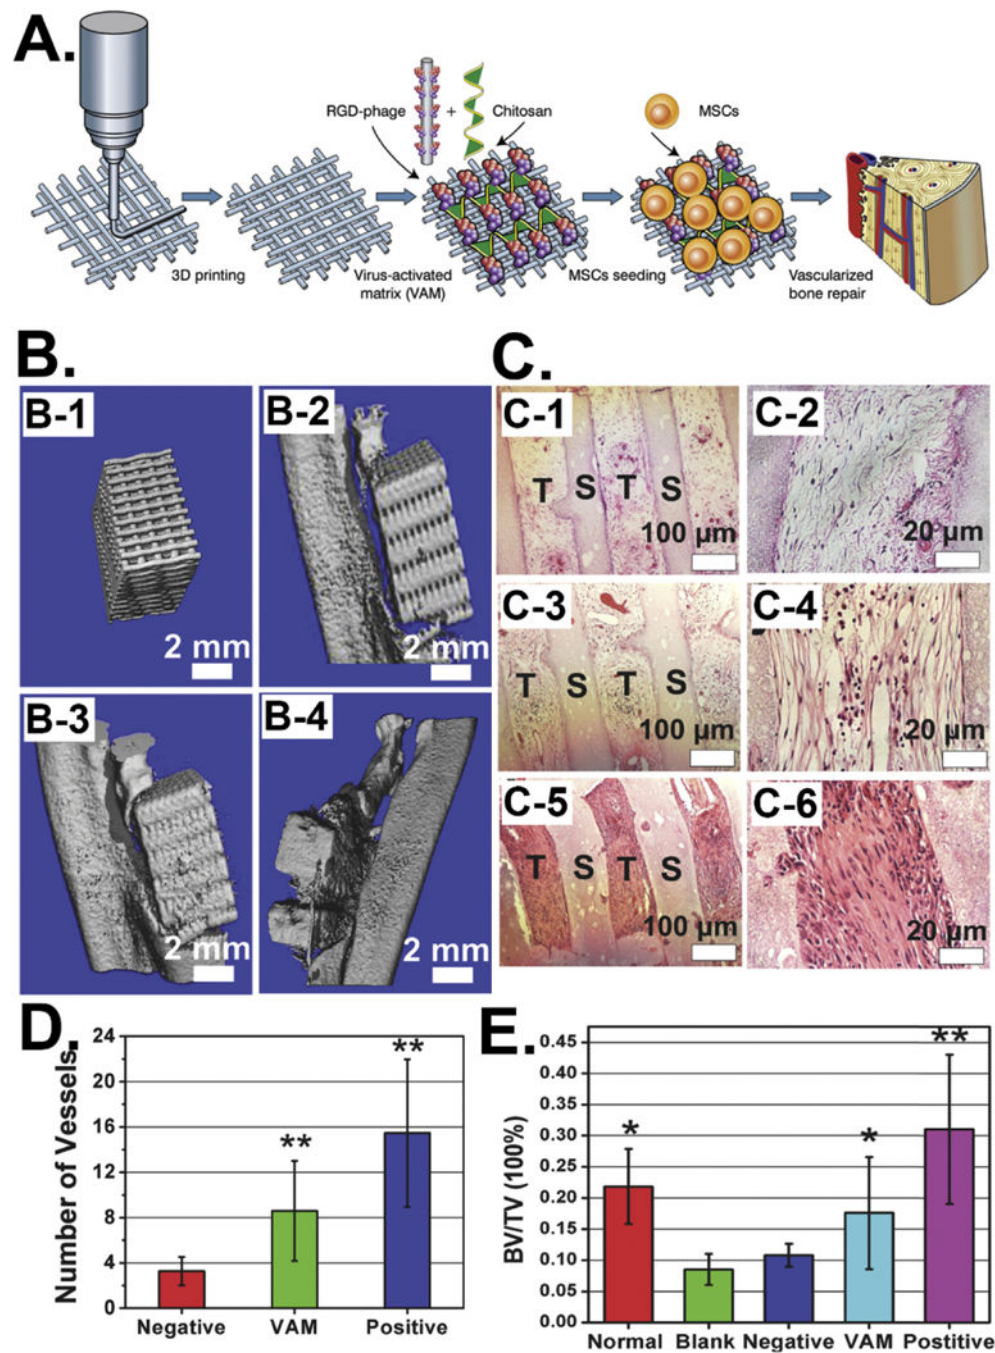 A.
RGD-phage
+
Chitosan
MSCs
3D printing
Virus-activated
matrix (VAM)
MSCs seeding
Vascularized
bone repair
B.
B-1
2 mm
B-2
2 mm
B-3
2 mm
B-4
2 mm
C.
C-1
T S T S
100 μm
C-2
20 μm
C-3
T S T S
100 μm
C-4
20 μm
C-5
T S T S
100 μm
C-6
20 μm
D.
Number of Vessels
24
20
16
12
8
4
0
**
**
Negative VAM Positive
E.
BV/TV (100%)
0.45
0.40
0.35
0.30
0.25
0.20
0.15
0.10
0.05
0.00
*
*
**
Normal Blank Negative VAM Postitive